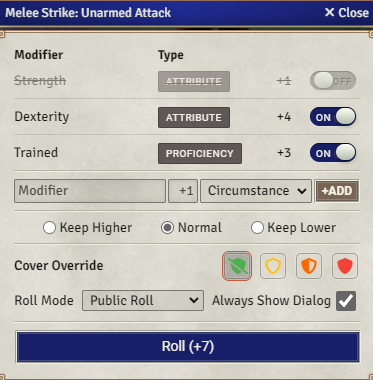 Melee Strike: Unarmed Attack ✕ Close
Modifier Type
Strength ATTRIBUTE +1 OFF
Dexterity ATTRIBUTE +4 ON
Trained PROFICIENCY +3 ON
Modifier +1 Circumstance +ADD
Keep Higher Normal Keep Lower
Cover Override
Roll Mode Public Roll Always Show Dialog
Roll (+7)